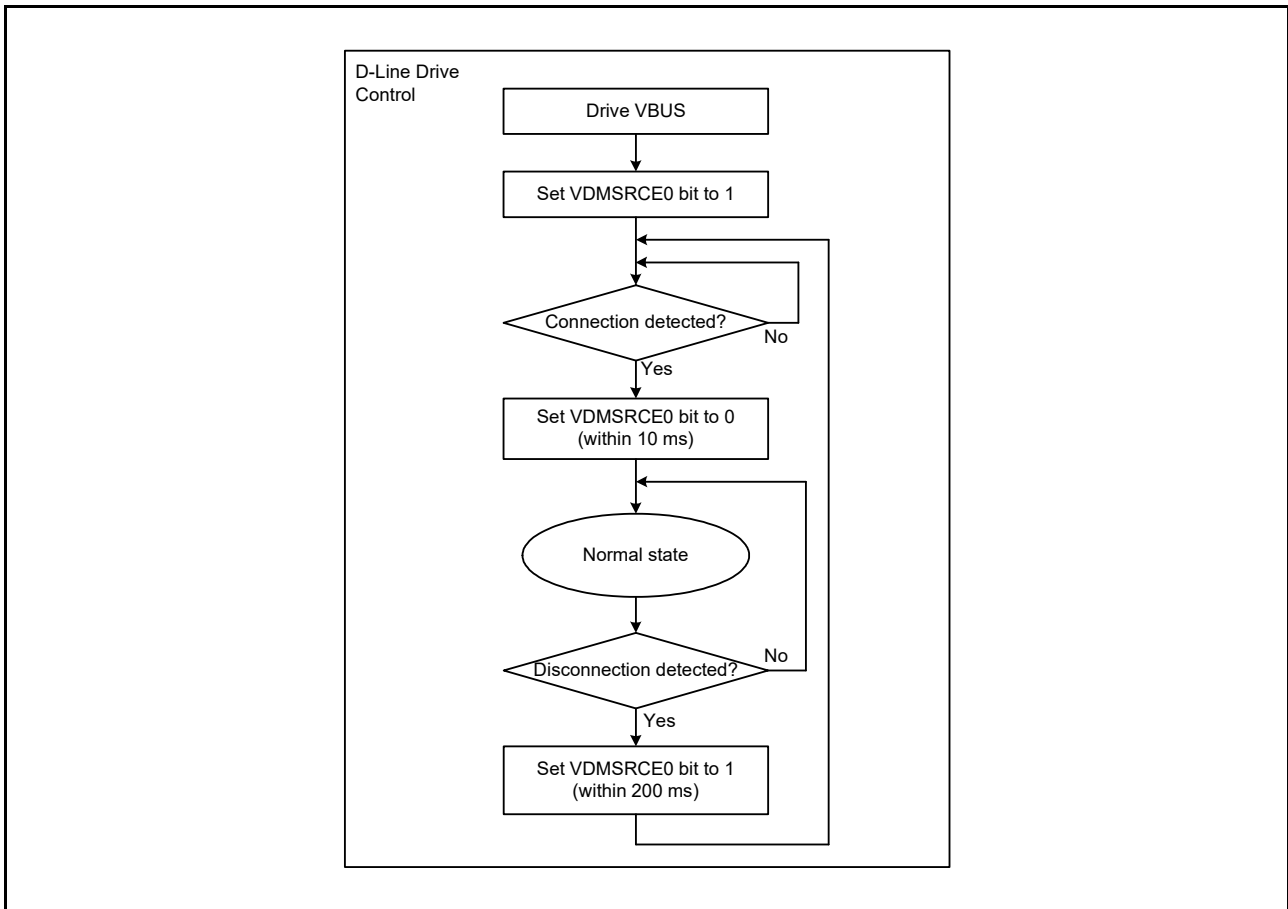 D-Line Drive
Control
Drive VBUS
Set VDMSRCE0 bit to 1
Connection detected?
No
Yes
Set VDMSRCE0 bit to 0
(within 10 ms)
Normal state
Disconnection detected?
No
Yes
Set VDMSRCE0 bit to 1
(within 200 ms)